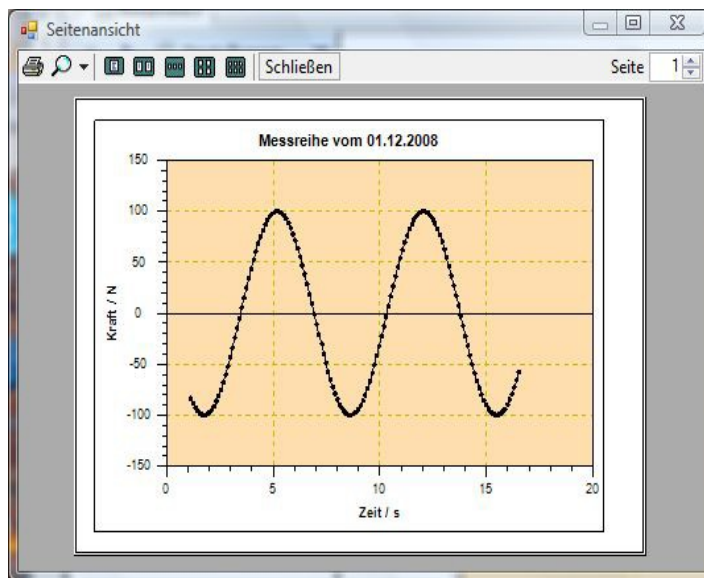 Seitenansicht
Schließen Seite 1
Messreihe vom 01.12.2008
150
100
50
0
-50
-100
-150
Kraft / N
0 5 10 15 20
Zeit / s